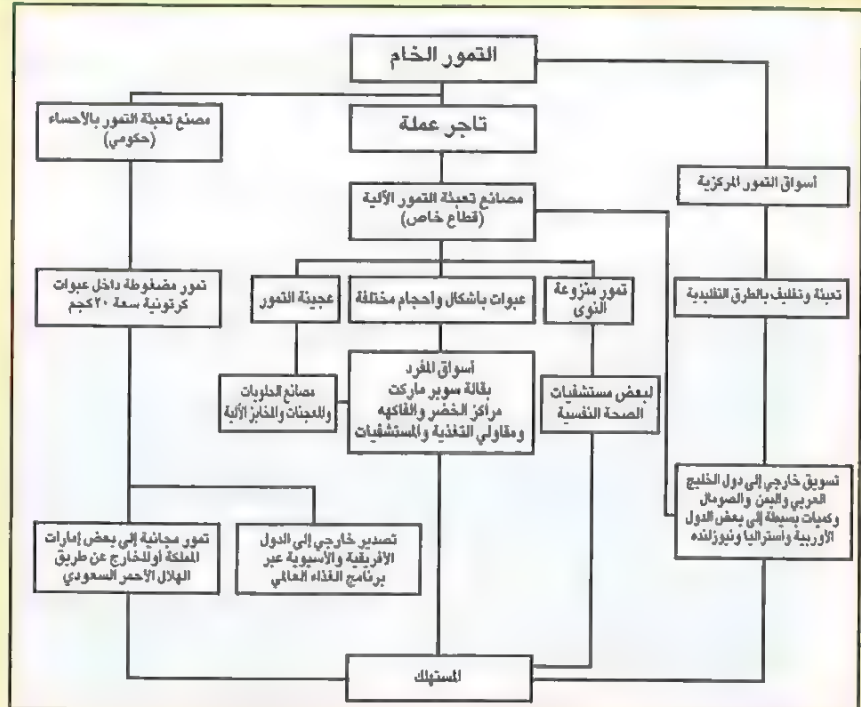 التمور الخام
مصنع تعبئة التمور بالأحساء
(حكومي)
تاجر عملة
أسواق التمور المركزية
مصانع تعبئة التمور الآلية
(قطاع خاص)
تمور مضغوطة داخل عبوات
كرتونية سعة ٢٠ كجم
عجينة التمور
عبوات بأشكال وأحجام مختلفة
تمور منزوعة
النوى
تعبئة وتغليف بالطرق التقليدية
مصانع الحلويات
والمعجنات والمخابز الآلية
أسواق المفرد
بقالة سوبر ماركت
مراكز الخضر والفاكهه
ومقاولي التغذية والمستشفيات
لبعض مستشفيات
الصحة النفسية
تسويق خارجي إلى دول الخليج
العربي واليمن والصومال
وكميات بسيطة إلى بعض الدول
الأوربية وأستراليا ونيوزلنده
تمور مجانية إلى بعض إمارات
المملكة أو للخارج عن طريق
الهلال الأحمر السعودي
تصدير خارجي إلى الدول
الأفريقية والأسيوية عبر
برنامج الغذاء العالمي
المستهلك